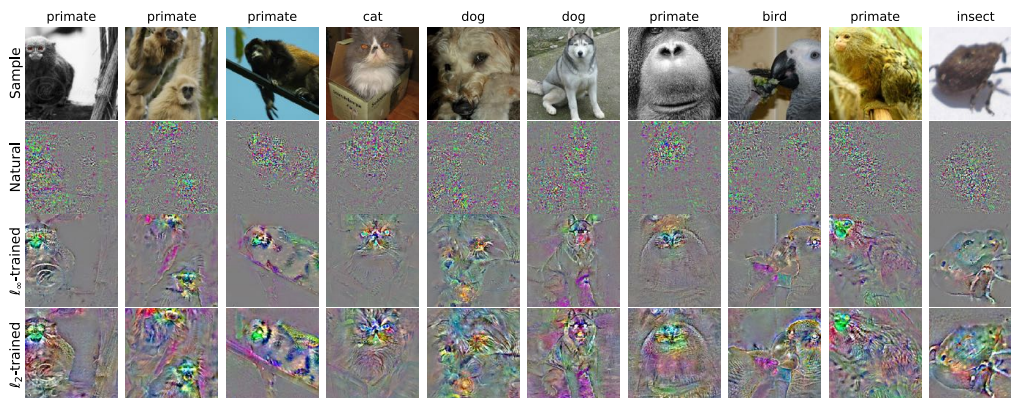 primate primate primate cat dog dog primate bird primate insect
Sample
Natural
ℓ∞-trained
ℓ2-trained